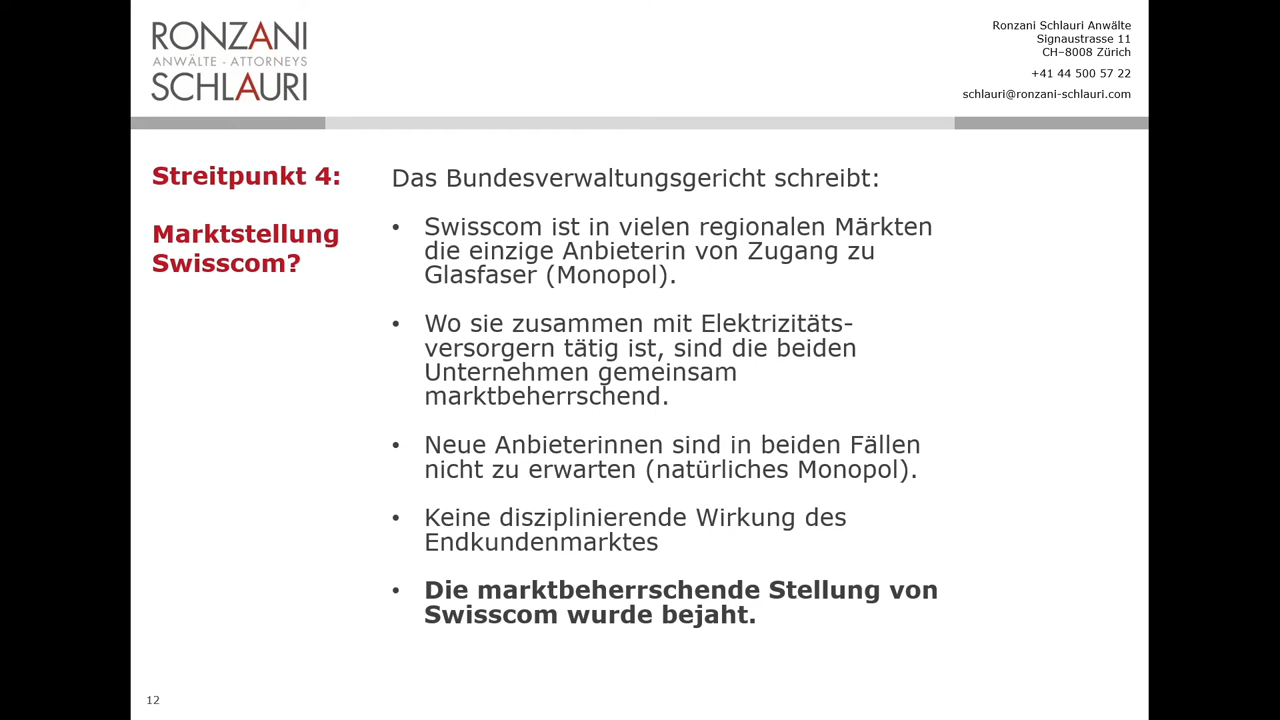 RONZANI
ANWÄLTE - ATTORNEYS
SCHLAURI
Ronzani Schlauri Anwälte
Signaustrasse 11
CH–8008 Zürich
+41 44 500 57 22
schlauri@ronzani-schlauri.com
Streitpunkt 4:
Marktstellung
Swisscom?
Das Bundesverwaltungsgericht schreibt:
• Swisscom ist in vielen regionalen Märkten
die einzige Anbieterin von Zugang zu
Glasfaser (Monopol).
• Wo sie zusammen mit Elektrizitäts-
versorgern tätig ist, sind die beiden
Unternehmen gemeinsam
marktbeherrschend.
• Neue Anbieterinnen sind in beiden Fällen
nicht zu erwarten (natürliches Monopol).
• Keine disziplinierende Wirkung des
Endkundenmarktes
• Die marktbeherrschende Stellung von
Swisscom wurde bejaht.
12